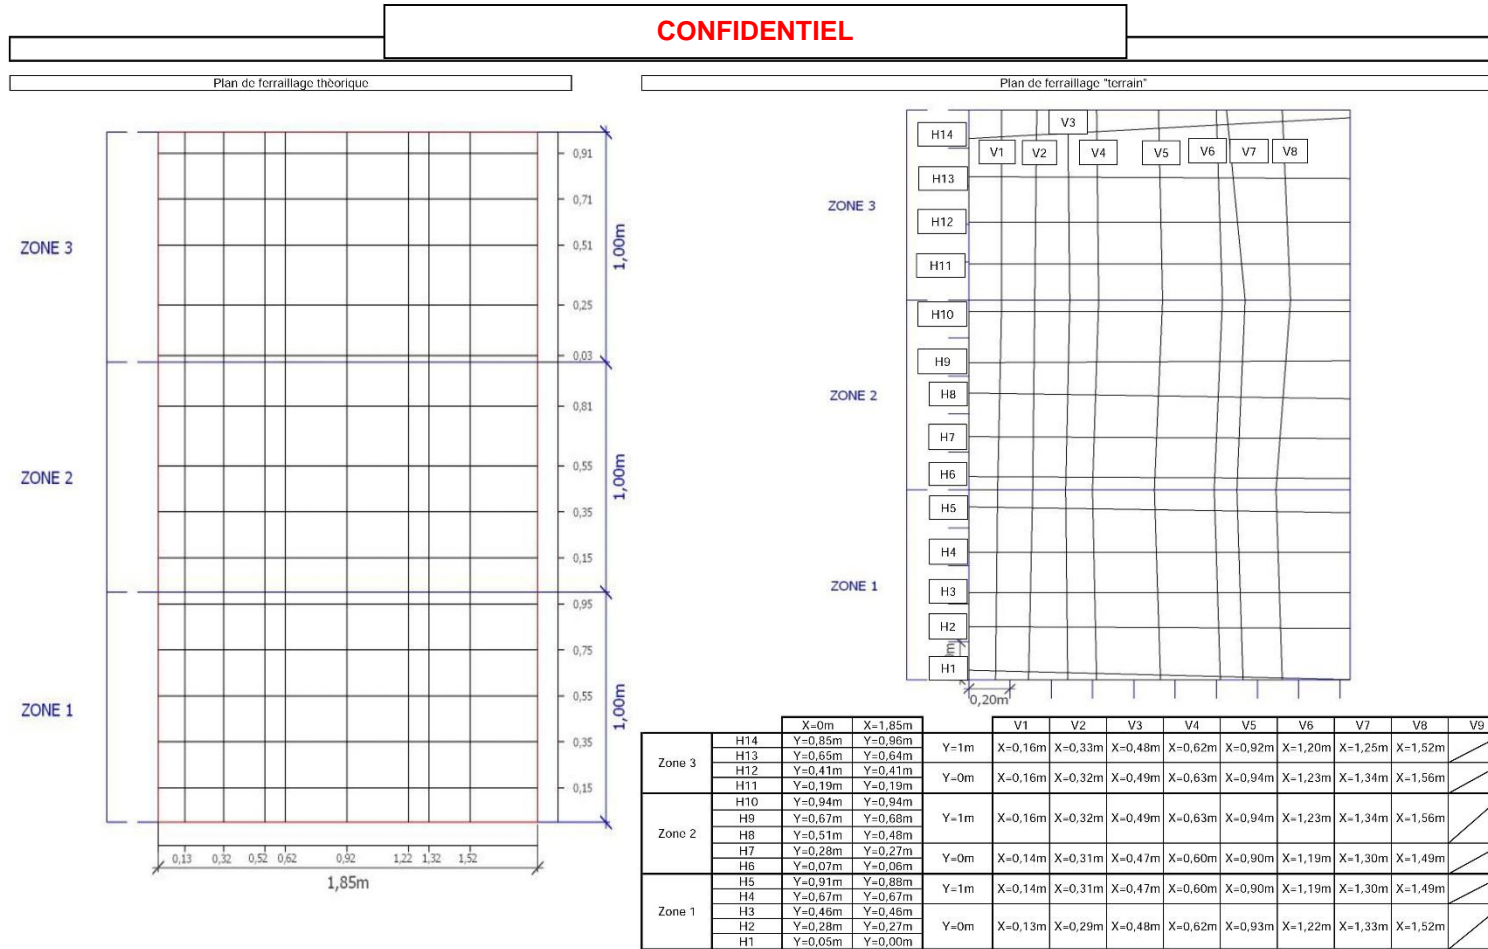 CONFIDENTIEL
Plan de ferraillage théorique
Plan de ferraillage "terrain"
ZONE 3
ZONE 2
ZONE 1
0,91
0,71
0,51
0,25
0,03
0,81
0,55
0,35
0,15
0,95
0,75
0,55
0,35
0,15
1,00m
1,00m
1,00m
0,13 0,32 0,52 0,62 0,92 1,22 1,32 1,52
1,85m
ZONE 3
ZONE 2
ZONE 1
H14
H13
H12
H11
H10
H9
H8
H7
H6
H5
H4
H3
H2
H1
V3
V1 V2 V4 V5 V6 V7 V8
0,20m
X=0m X=1,85m V1 V2 V3 V4 V5 V6 V7 V8 V9
Zone 3
H14 Y=0,85m Y=0,96m
H13 Y=0,65m Y=0,64m
Y=1m X=0,16m X=0,33m X=0,48m X=0,62m X=0,92m X=1,20m X=1,25m X=1,52m
H12 Y=0,41m Y=0,41m
H11 Y=0,19m Y=0,19m
Y=0m X=0,16m X=0,32m X=0,49m X=0,63m X=0,94m X=1,23m X=1,34m X=1,56m
Zone 2
H10 Y=0,94m Y=0,94m
H9 Y=0,67m Y=0,68m
H8 Y=0,51m Y=0,48m
Y=1m X=0,16m X=0,32m X=0,49m X=0,63m X=0,94m X=1,23m X=1,34m X=1,56m
H7 Y=0,28m Y=0,27m
H6 Y=0,07m Y=0,06m
Y=0m X=0,14m X=0,31m X=0,47m X=0,60m X=0,90m X=1,19m X=1,30m X=1,49m
Zone 1
H5 Y=0,91m Y=0,88m
H4 Y=0,67m Y=0,67m
Y=1m X=0,14m X=0,31m X=0,47m X=0,60m X=0,90m X=1,19m X=1,30m X=1,49m
H3 Y=0,46m Y=0,46m
H2 Y=0,28m Y=0,27m
H1 Y=0,05m Y=0,00m
Y=0m X=0,13m X=0,29m X=0,48m X=0,62m X=0,93m X=1,22m X=1,33m X=1,52m